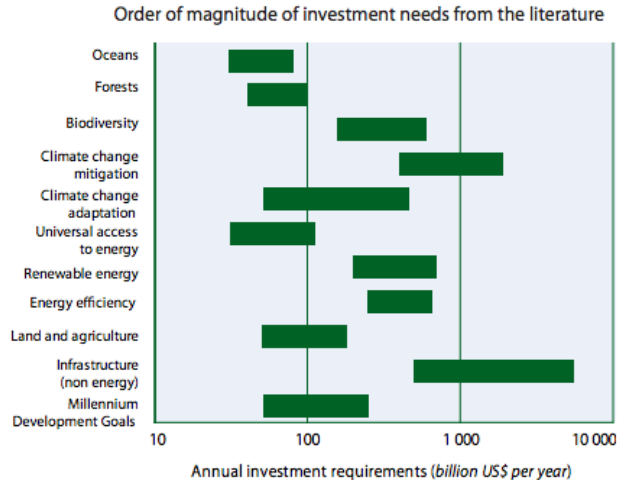 Order of magnitude of investment needs from the literature
Oceans
Forests
Biodiversity
Climate change
mitigation
Climate change
adaptation
Universal access
to energy
Renewable energy
Energy efficiency
Land and agriculture
Infrastructure
(non energy)
Millennium
Development Goals
10 100 1 000 10 000
Annual investment requirements (billion US$ per year)